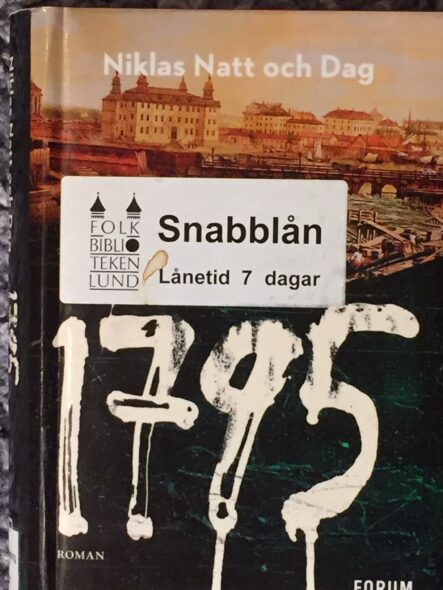 Niklas Natt och Dag
FOLK
BIBLIO
TEKEN
LUND
Snabblån
Lånetid 7 dagar
1795
ROMAN
FORUM